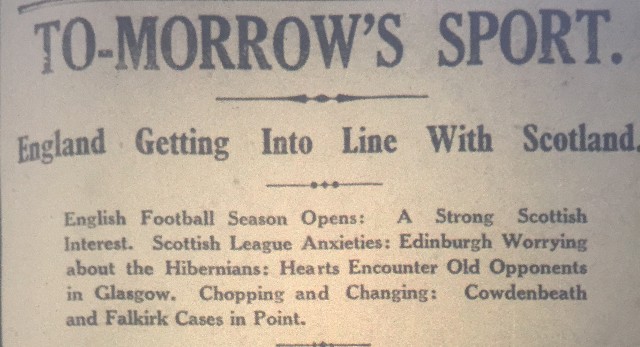 TO-MORROW'S SPORT.
England Getting Into Line With Scotland.
English Football Season Opens: A Strong Scottish
Interest. Scottish League Anxieties: Edinburgh Worrying
about the Hibernians: Hearts Encounter Old Opponents
in Glasgow. Chopping and Changing: Cowdenbeath
and Falkirk Cases in Point.